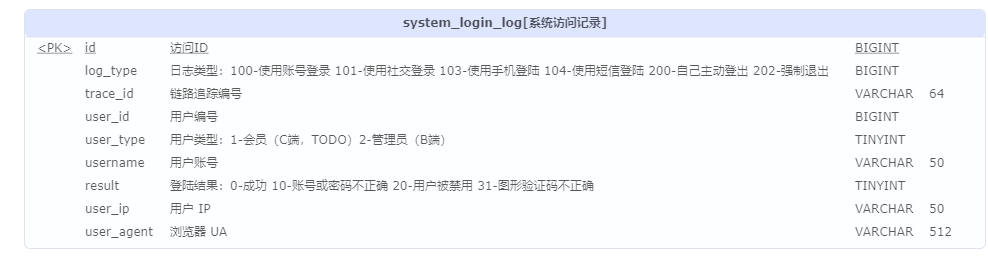 system_login_log[系统访问记录]
<PK> id 访问ID BIGINT
log_type 日志类型：100-使用账号登录 101-使用社交登录 103-使用手机登陆 104-使用短信登陆 200-自己主动登出 202-强制退出 BIGINT
trace_id 链路追踪编号 VARCHAR 64
user_id 用户编号 BIGINT
user_type 用户类型：1-会员（C端，TODO）2-管理员（B端） TINYINT
username 用户账号 VARCHAR 50
result 登陆结果：0-成功 10-账号或密码不正确 20-用户被禁用 31-图形验证码不正确 TINYINT
user_ip 用户 IP VARCHAR 50
user_agent 浏览器 UA VARCHAR 512